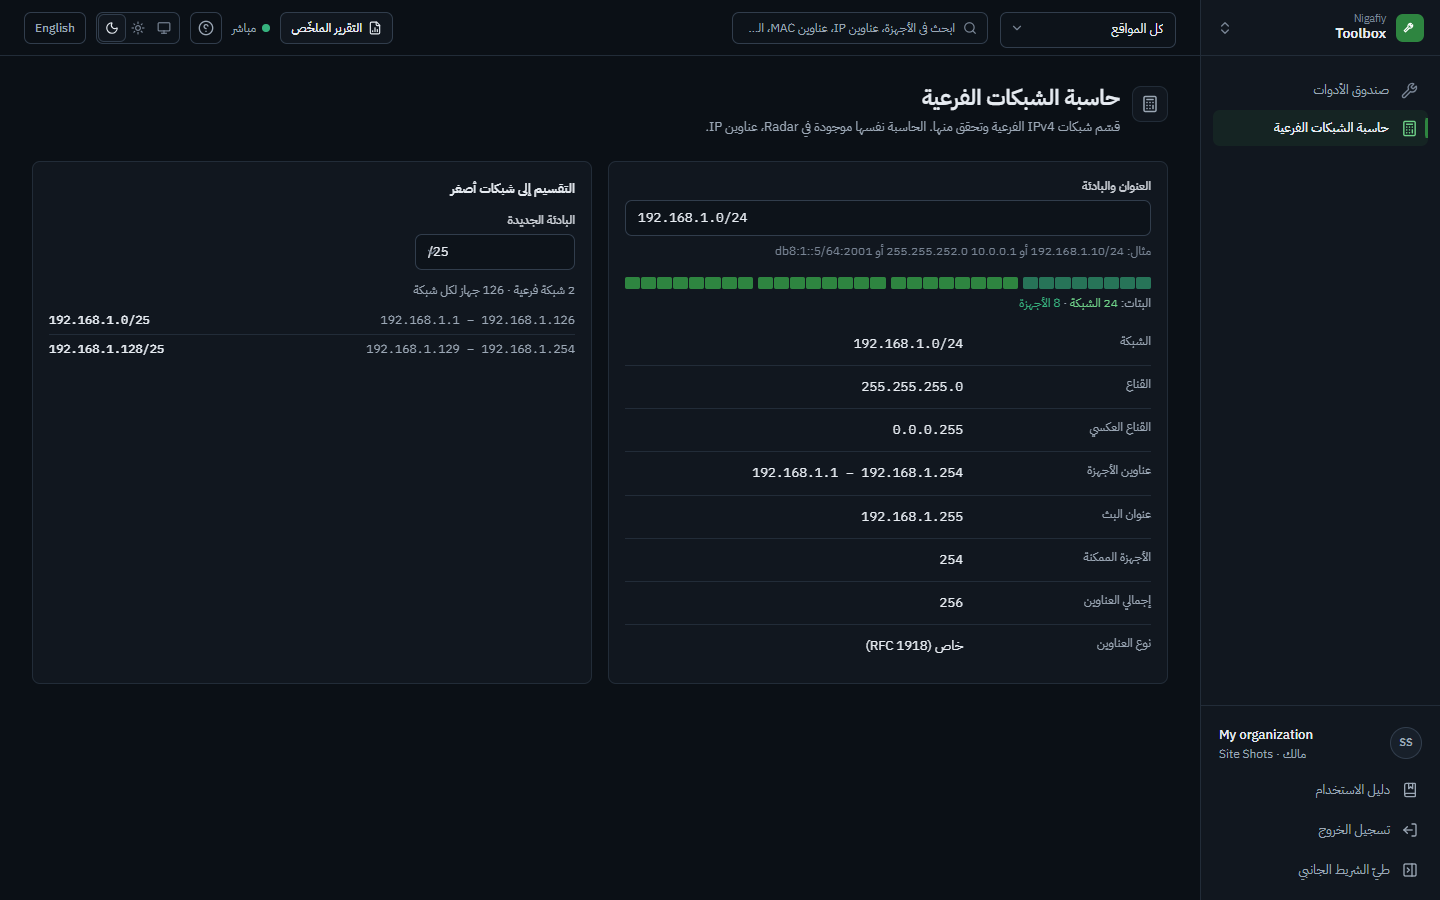 Nigafiy
Toolbox
كل المواقع
ابحث في الأجهزة، عناوين IP، عناوين MAC، الـ...
التقرير الملخّص
مباشر
English
صندوق الأدوات
حاسبة الشبكات الفرعية
حاسبة الشبكات الفرعية
قسّم شبكات IPv4 الفرعية وتحقق منها. الحاسبة نفسها موجودة في Radar، عناوين IP.
العنوان والبادئة
192.168.1.0/24
مثال: 192.168.1.10/24 أو 10.0.0.1 255.255.252.0 أو 2001:db8:1::5/64
البتات: 24 الشبكة · 8 الأجهزة
الشبكة 192.168.1.0/24
القناع 255.255.255.0
القناع العكسي 0.0.0.255
عناوين الأجهزة 192.168.1.1 – 192.168.1.254
عنوان البث 192.168.1.255
الأجهزة الممكنة 254
إجمالي العناوين 256
نوع العناوين خاص (RFC 1918)
التقسيم إلى شبكات أصغر
البادئة الجديدة
/25
2 شبكة فرعية · 126 جهاز لكل شبكة
192.168.1.0/25 192.168.1.1 – 192.168.1.126
192.168.1.128/25 192.168.1.129 – 192.168.1.254
SS
My organization
مالك · Site Shots
دليل الاستخدام
تسجيل الخروج
طيّ الشريط الجانبي